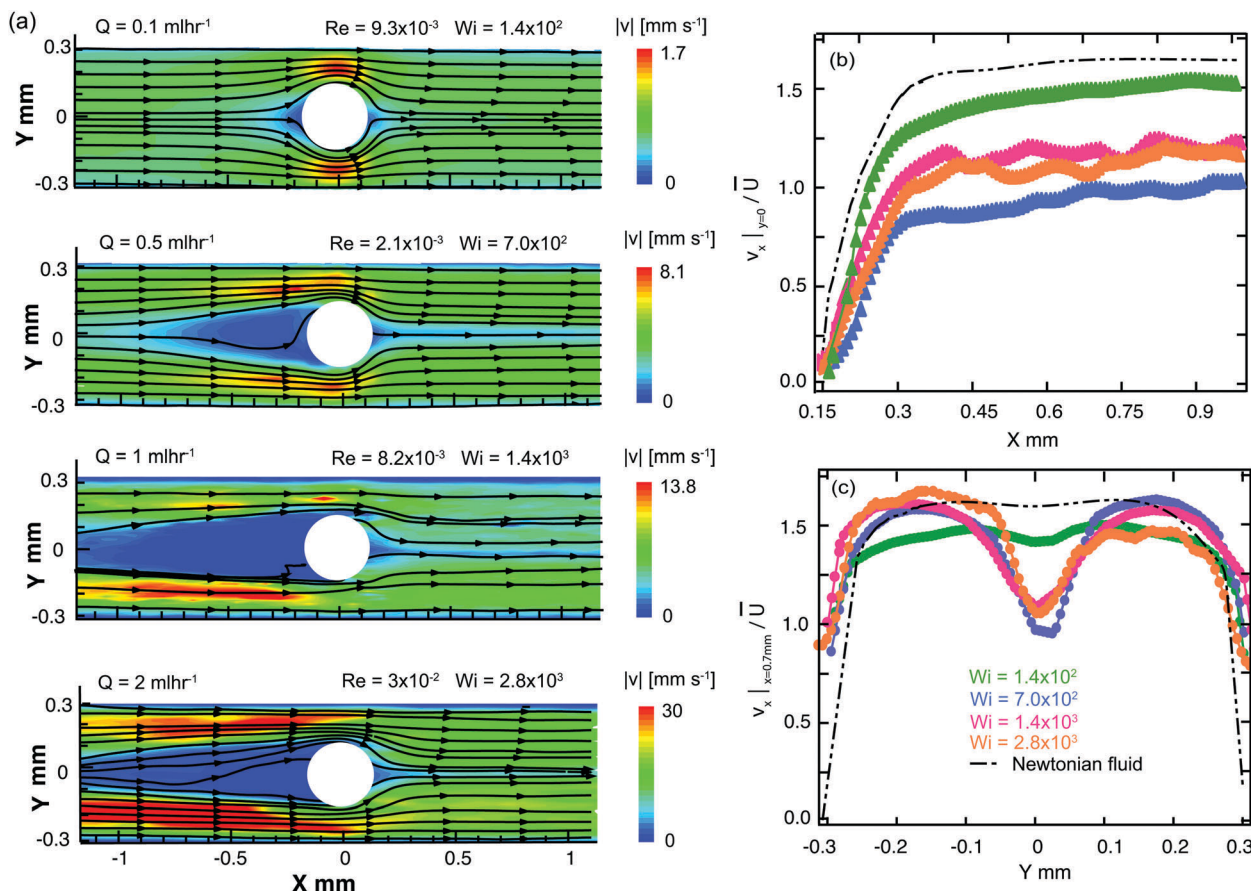 (a)
Q = 0.1 mlhr⁻¹ Re = 9.3x10⁻³ Wi = 1.4x10² |v| [mm s⁻¹]
0.3
0
-0.3
Y mm
1.7
0
Q = 0.5 mlhr⁻¹ Re = 2.1x10⁻³ Wi = 7.0x10² |v| [mm s⁻¹]
0.3
0
-0.3
Y mm
8.1
0
Q = 1 mlhr⁻¹ Re = 8.2x10⁻³ Wi = 1.4x10³ |v| [mm s⁻¹]
0.3
0
-0.3
Y mm
13.8
0
Q = 2 mlhr⁻¹ Re = 3x10⁻² Wi = 2.8x10³ |v| [mm s⁻¹]
0.3
0
-0.3
Y mm
30
0
-1 -0.5 0 0.5 1
X mm
(b)
1.5
1.0
0.5
0.0
vₓ|y=0 / U̅
0.15 0.3 0.45 0.6 0.75 0.9
X mm
(c)
1.5
1.0
0.5
0.0
vₓ|x=0.7mm / U̅
Wi = 1.4x10²
Wi = 7.0x10²
Wi = 1.4x10³
Wi = 2.8x10³
Newtonian fluid
-0.3 -0.2 -0.1 0.0 0.1 0.2 0.3
Y mm